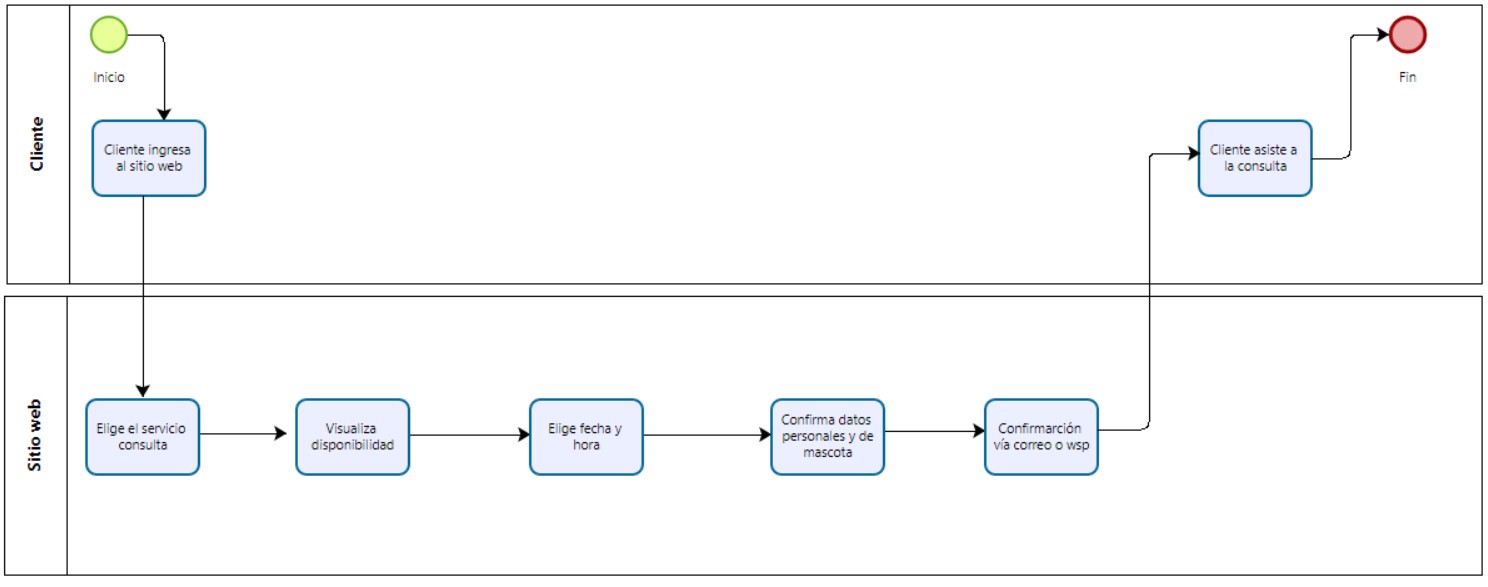 Cliente
Inicio
Fin
Cliente ingresa
al sitio web
Cliente asiste a
la consulta
Sitio web
Elige el servicio
consulta
Visualiza
disponibilidad
Elige fecha y
hora
Confirma datos
personales y de
mascota
Confirmarción
vía correo o wsp